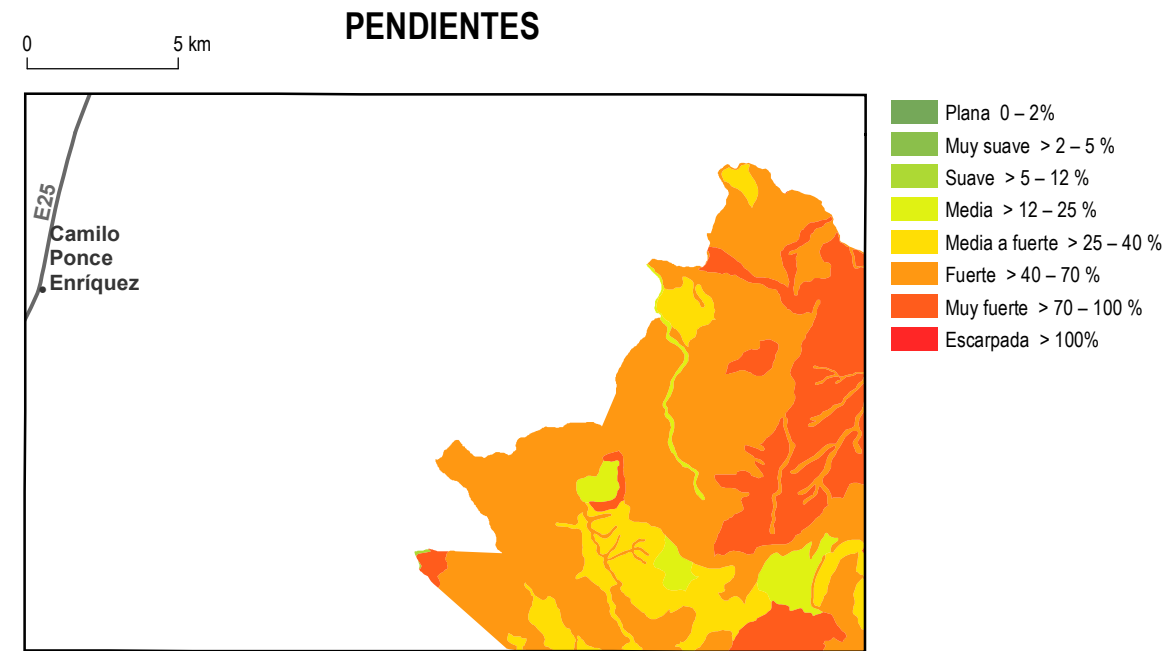 PENDIENTES
0 5 km
E25
Camilo
Ponce
Enríquez
Plana 0 – 2%
Muy suave > 2 – 5 %
Suave > 5 – 12 %
Media > 12 – 25 %
Media a fuerte > 25 – 40 %
Fuerte > 40 – 70 %
Muy fuerte > 70 – 100 %
Escarpada > 100%